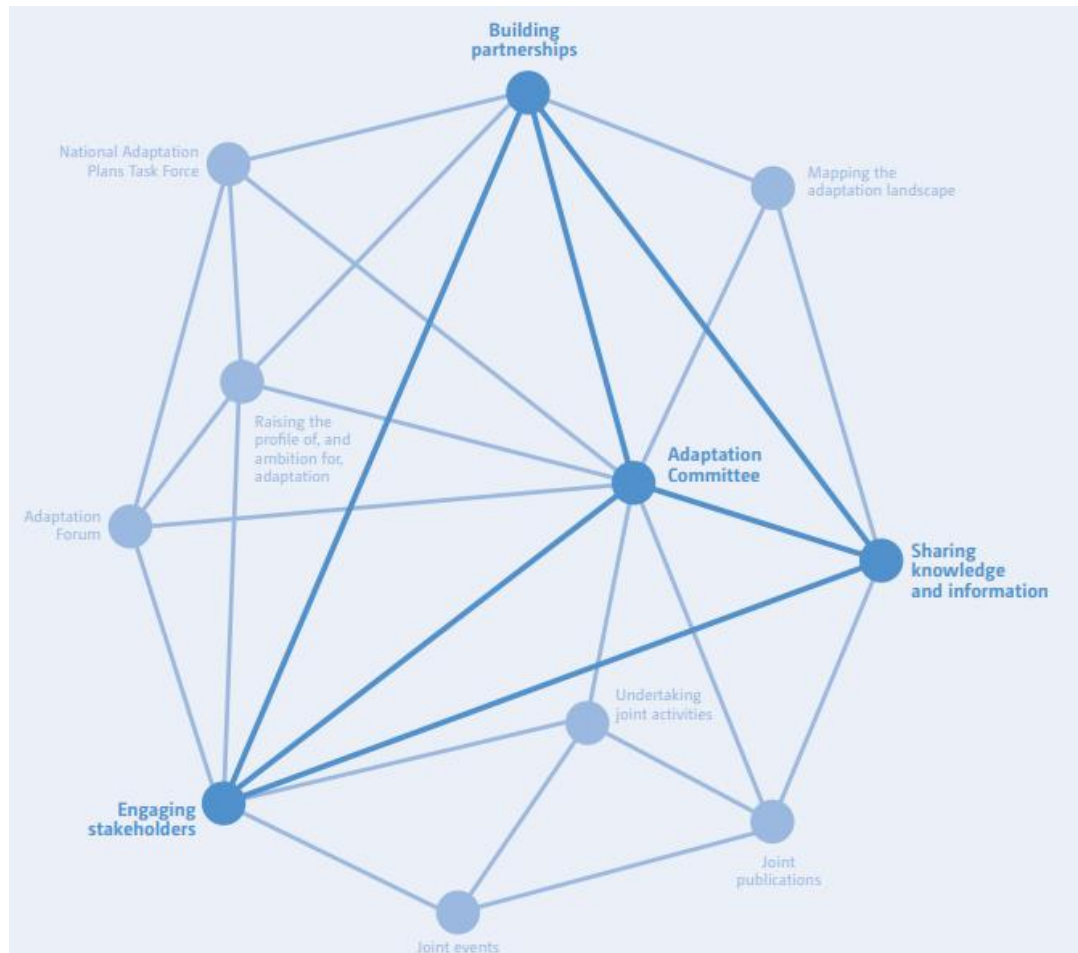 Building
partnerships
National Adaptation
Plans Task Force
Mapping the
adaptation landscape
Raising the
profile of, and
ambition for,
adaptation
Adaptation
Committee
Adaptation
Forum
Sharing
knowledge
and information
Undertaking
joint activities
Engaging
stakeholders
Joint
publications
Joint events